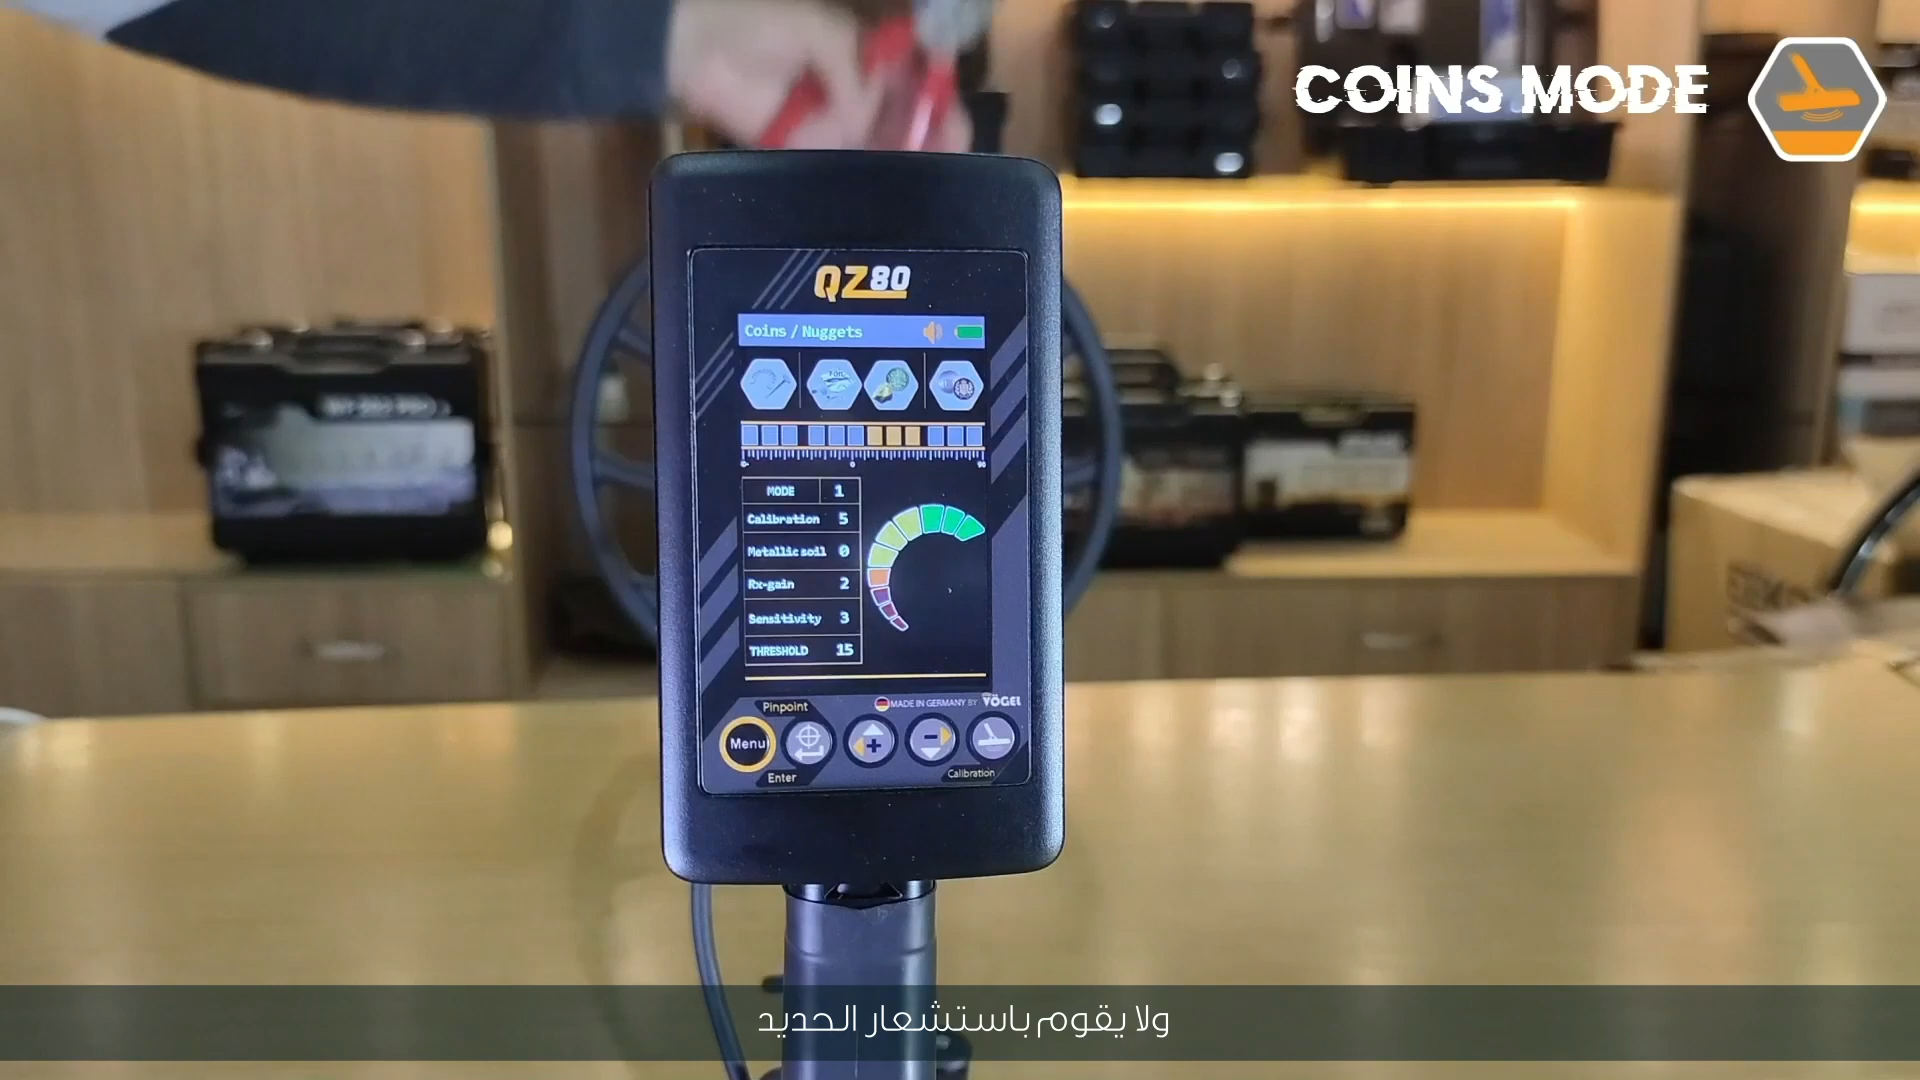 COINS MODE
QZ80
Coins / Nuggets
MODE 1
Calibration 5
Metallic soil 0
Rx-gain 2
Sensitivity 3
THRESHOLD 15
Pinpoint
MADE IN GERMANY BY VÖGEL
Menu
Enter
Calibration
ولا يقوم باستشعار الحديد